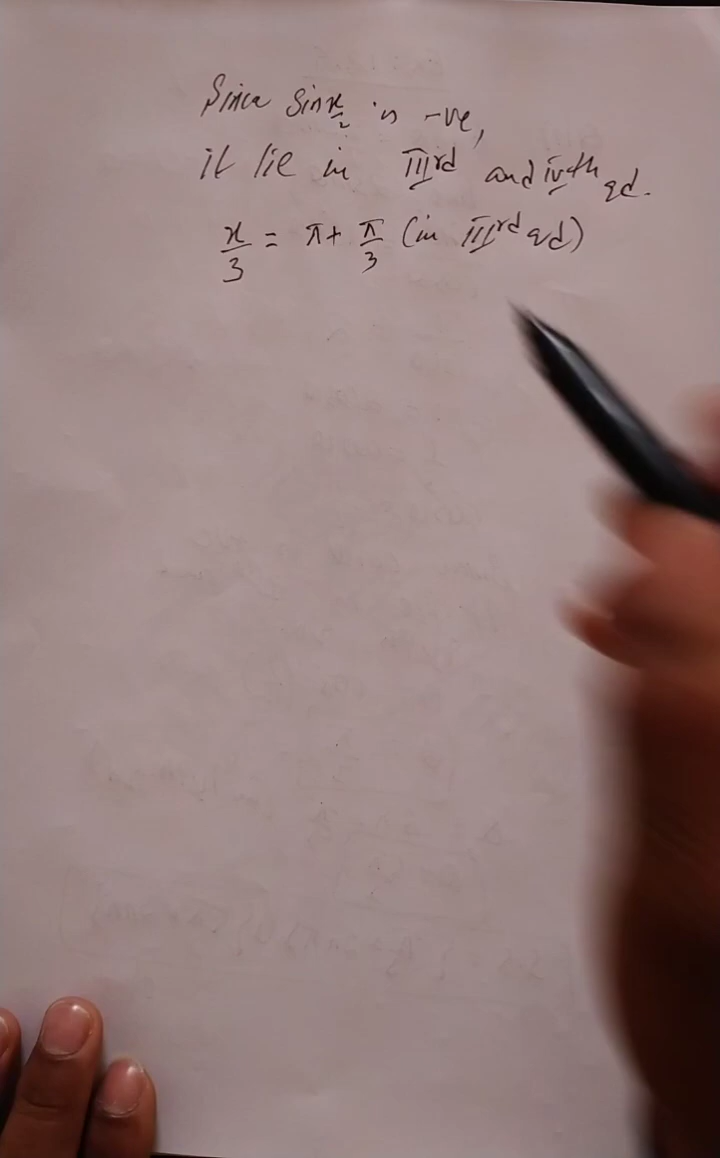 Since Sin x/2 is -ve,
it lie in IIIrd and ivth qd.
x/3 = π + π/3 (in IIIrd qd)